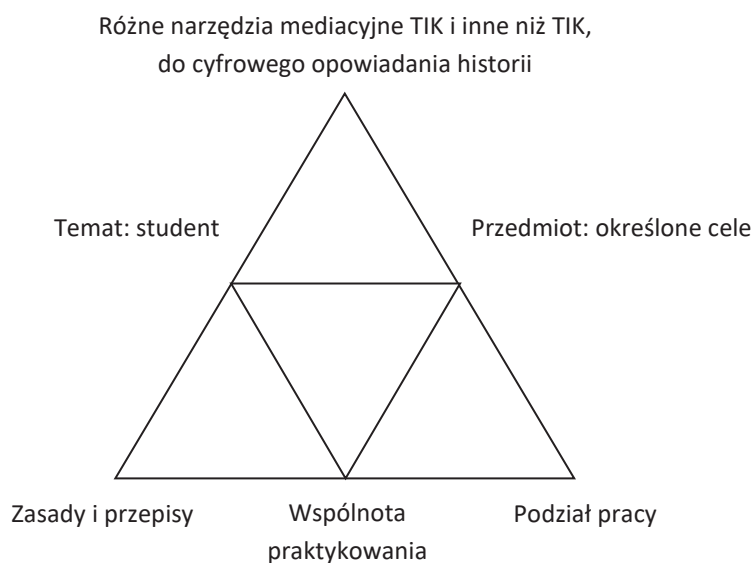 Różne narzędzia mediacyjne TIK i inne niż TIK,
do cyfrowego opowiadania historii
Temat: student
Przedmiot: określone cele
Zasady i przepisy
Wspólnota
praktykowania
Podział pracy